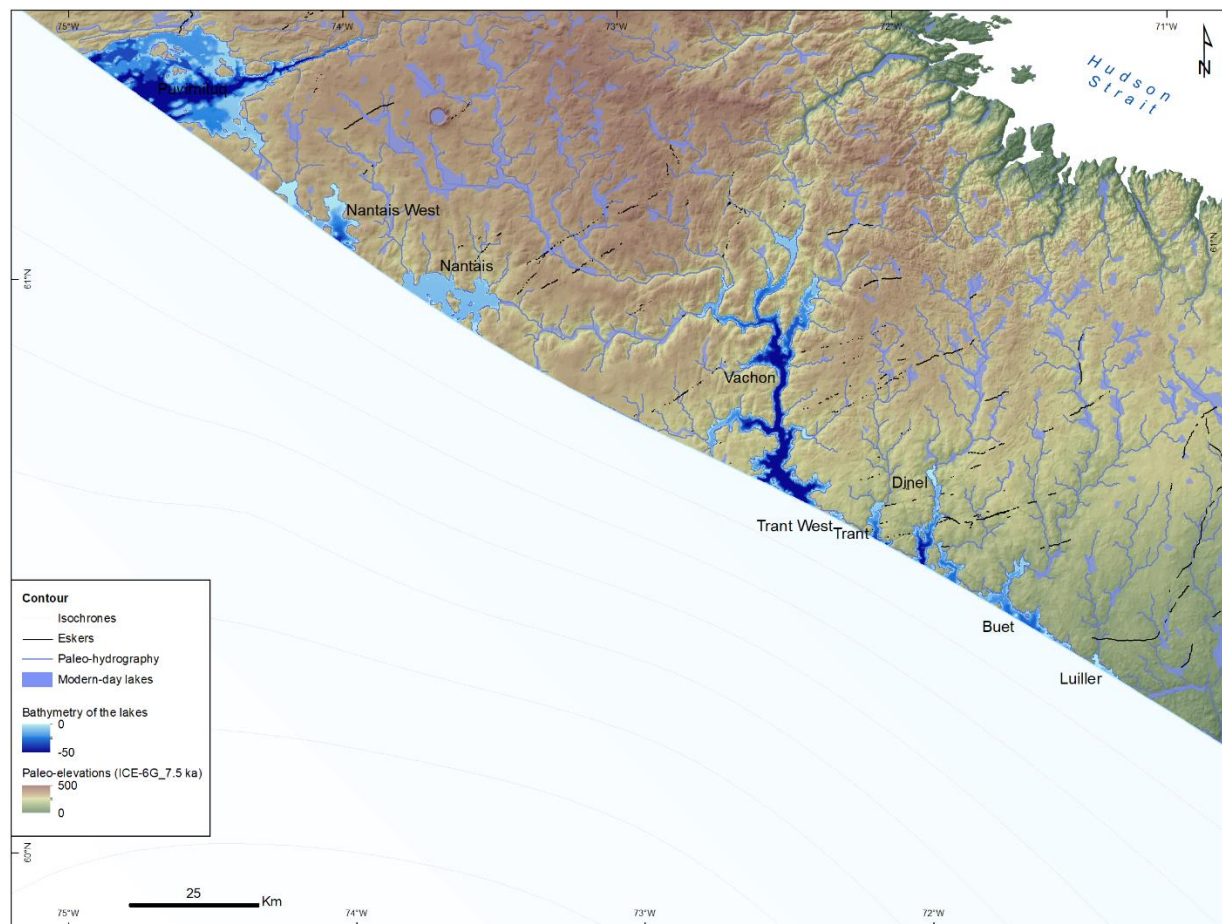 75°W 74°W 73°W 72°W 71°W
N
Hudson
Strait
Puvirnituq
Nantais West
61°N
Nantais
61°N
Vachon
Dinel
Trant West
Trant
Buet
Luiller
Contour
Isochrones
Eskers
Paleo-hydrography
Modern-day lakes
Bathymetry of the lakes
0
-50
Paleo-elevations (ICE-6G_7.5 ka)
500
0
60°N
25
Km
75°W 74°W 73°W 72°W